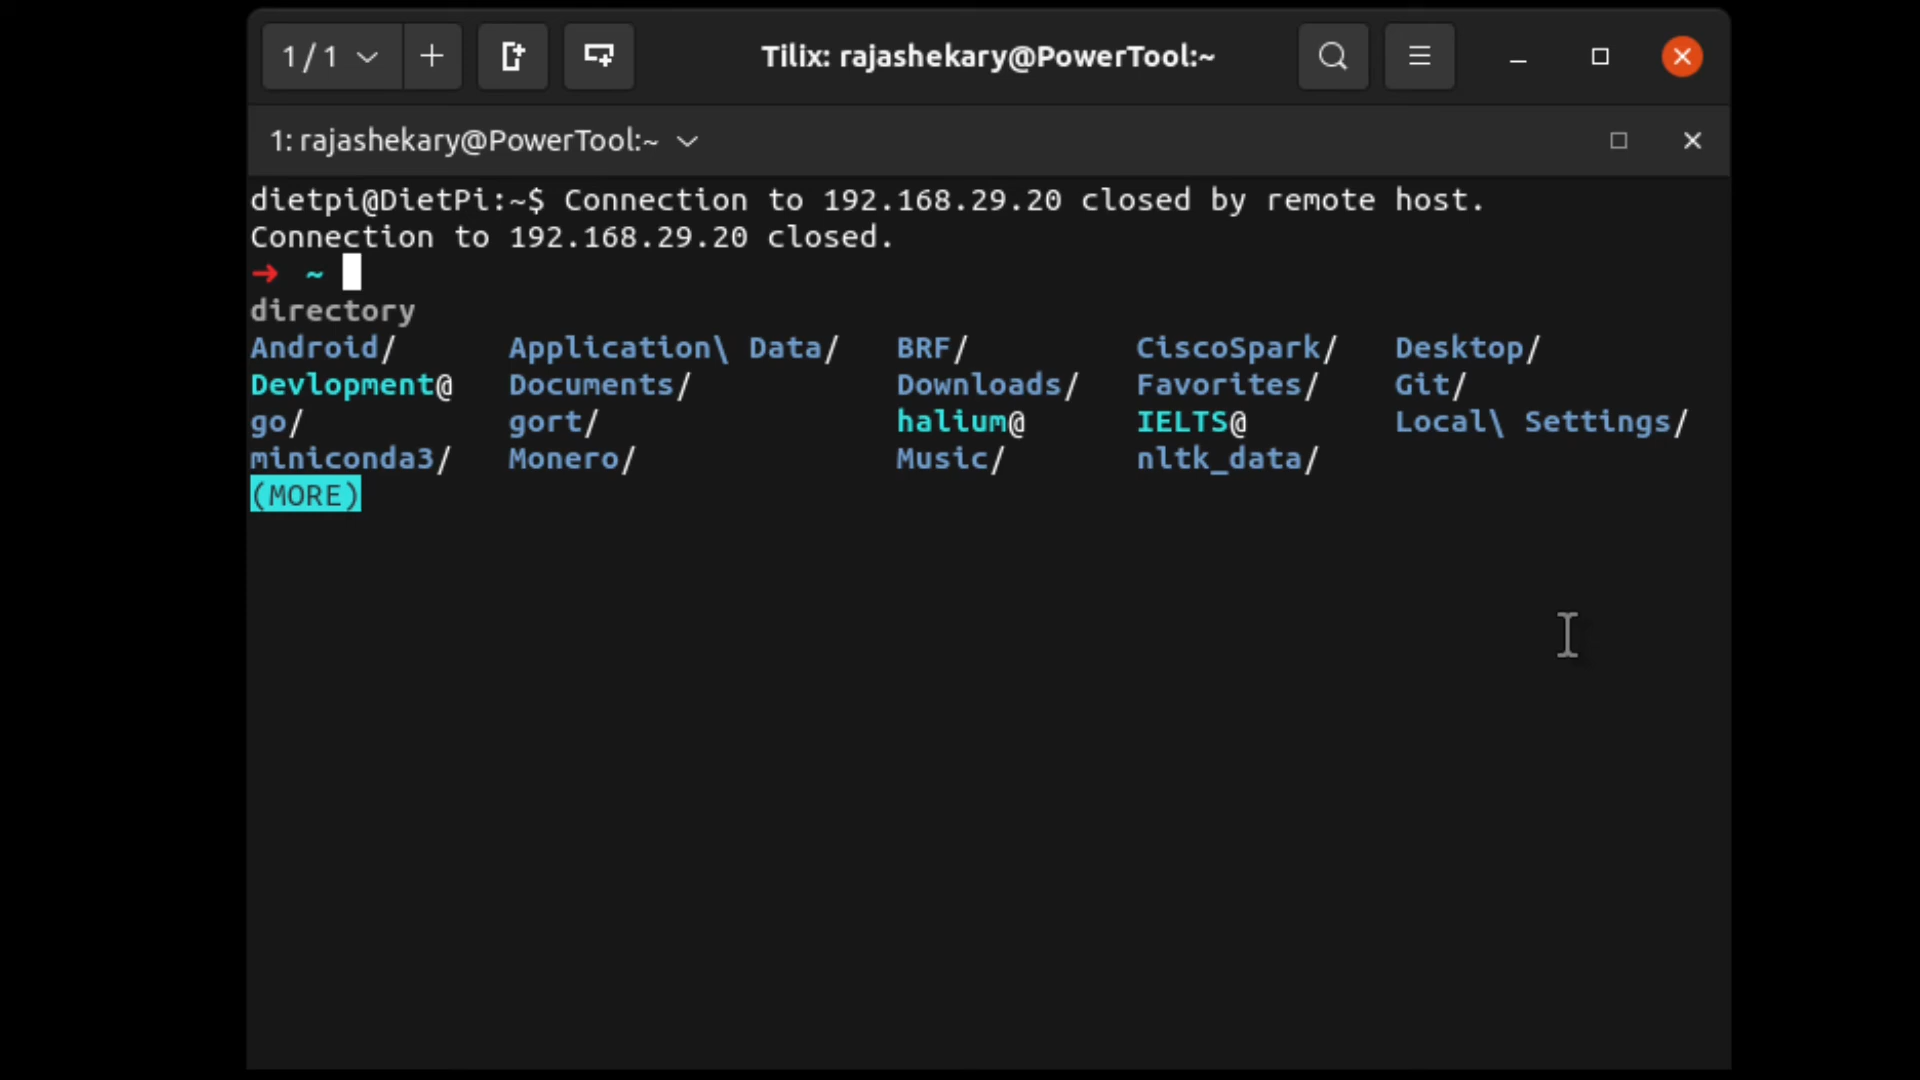 1 / 1
Tilix: rajashekary@PowerTool:~
1: rajashekary@PowerTool:~
dietpi@DietPi:~$ Connection to 192.168.29.20 closed by remote host.
Connection to 192.168.29.20 closed.
➜ ~
directory
Android/ Application\ Data/ BRF/ CiscoSpark/ Desktop/
Devlopment@ Documents/ Downloads/ Favorites/ Git/
go/ gort/ halium@ IELTS@ Local\ Settings/
miniconda3/ Monero/ Music/ nltk_data/
(MORE)